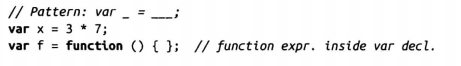 // Pattern: var _ = ___;
var x = 3 * 7;
var f = function () { };  // function expr. inside var decl.